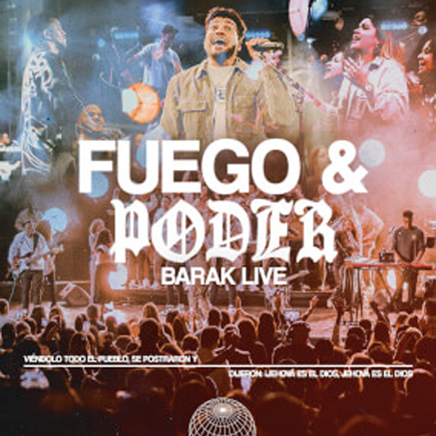 FUEGO &
PODER
BARAK LIVE
VIÉNDOLO TODO EL PUEBLO, SE POSTRARON Y
DIJERON: ¡JEHOVÁ ES EL DIOS, JEHOVÁ ES EL DIOS